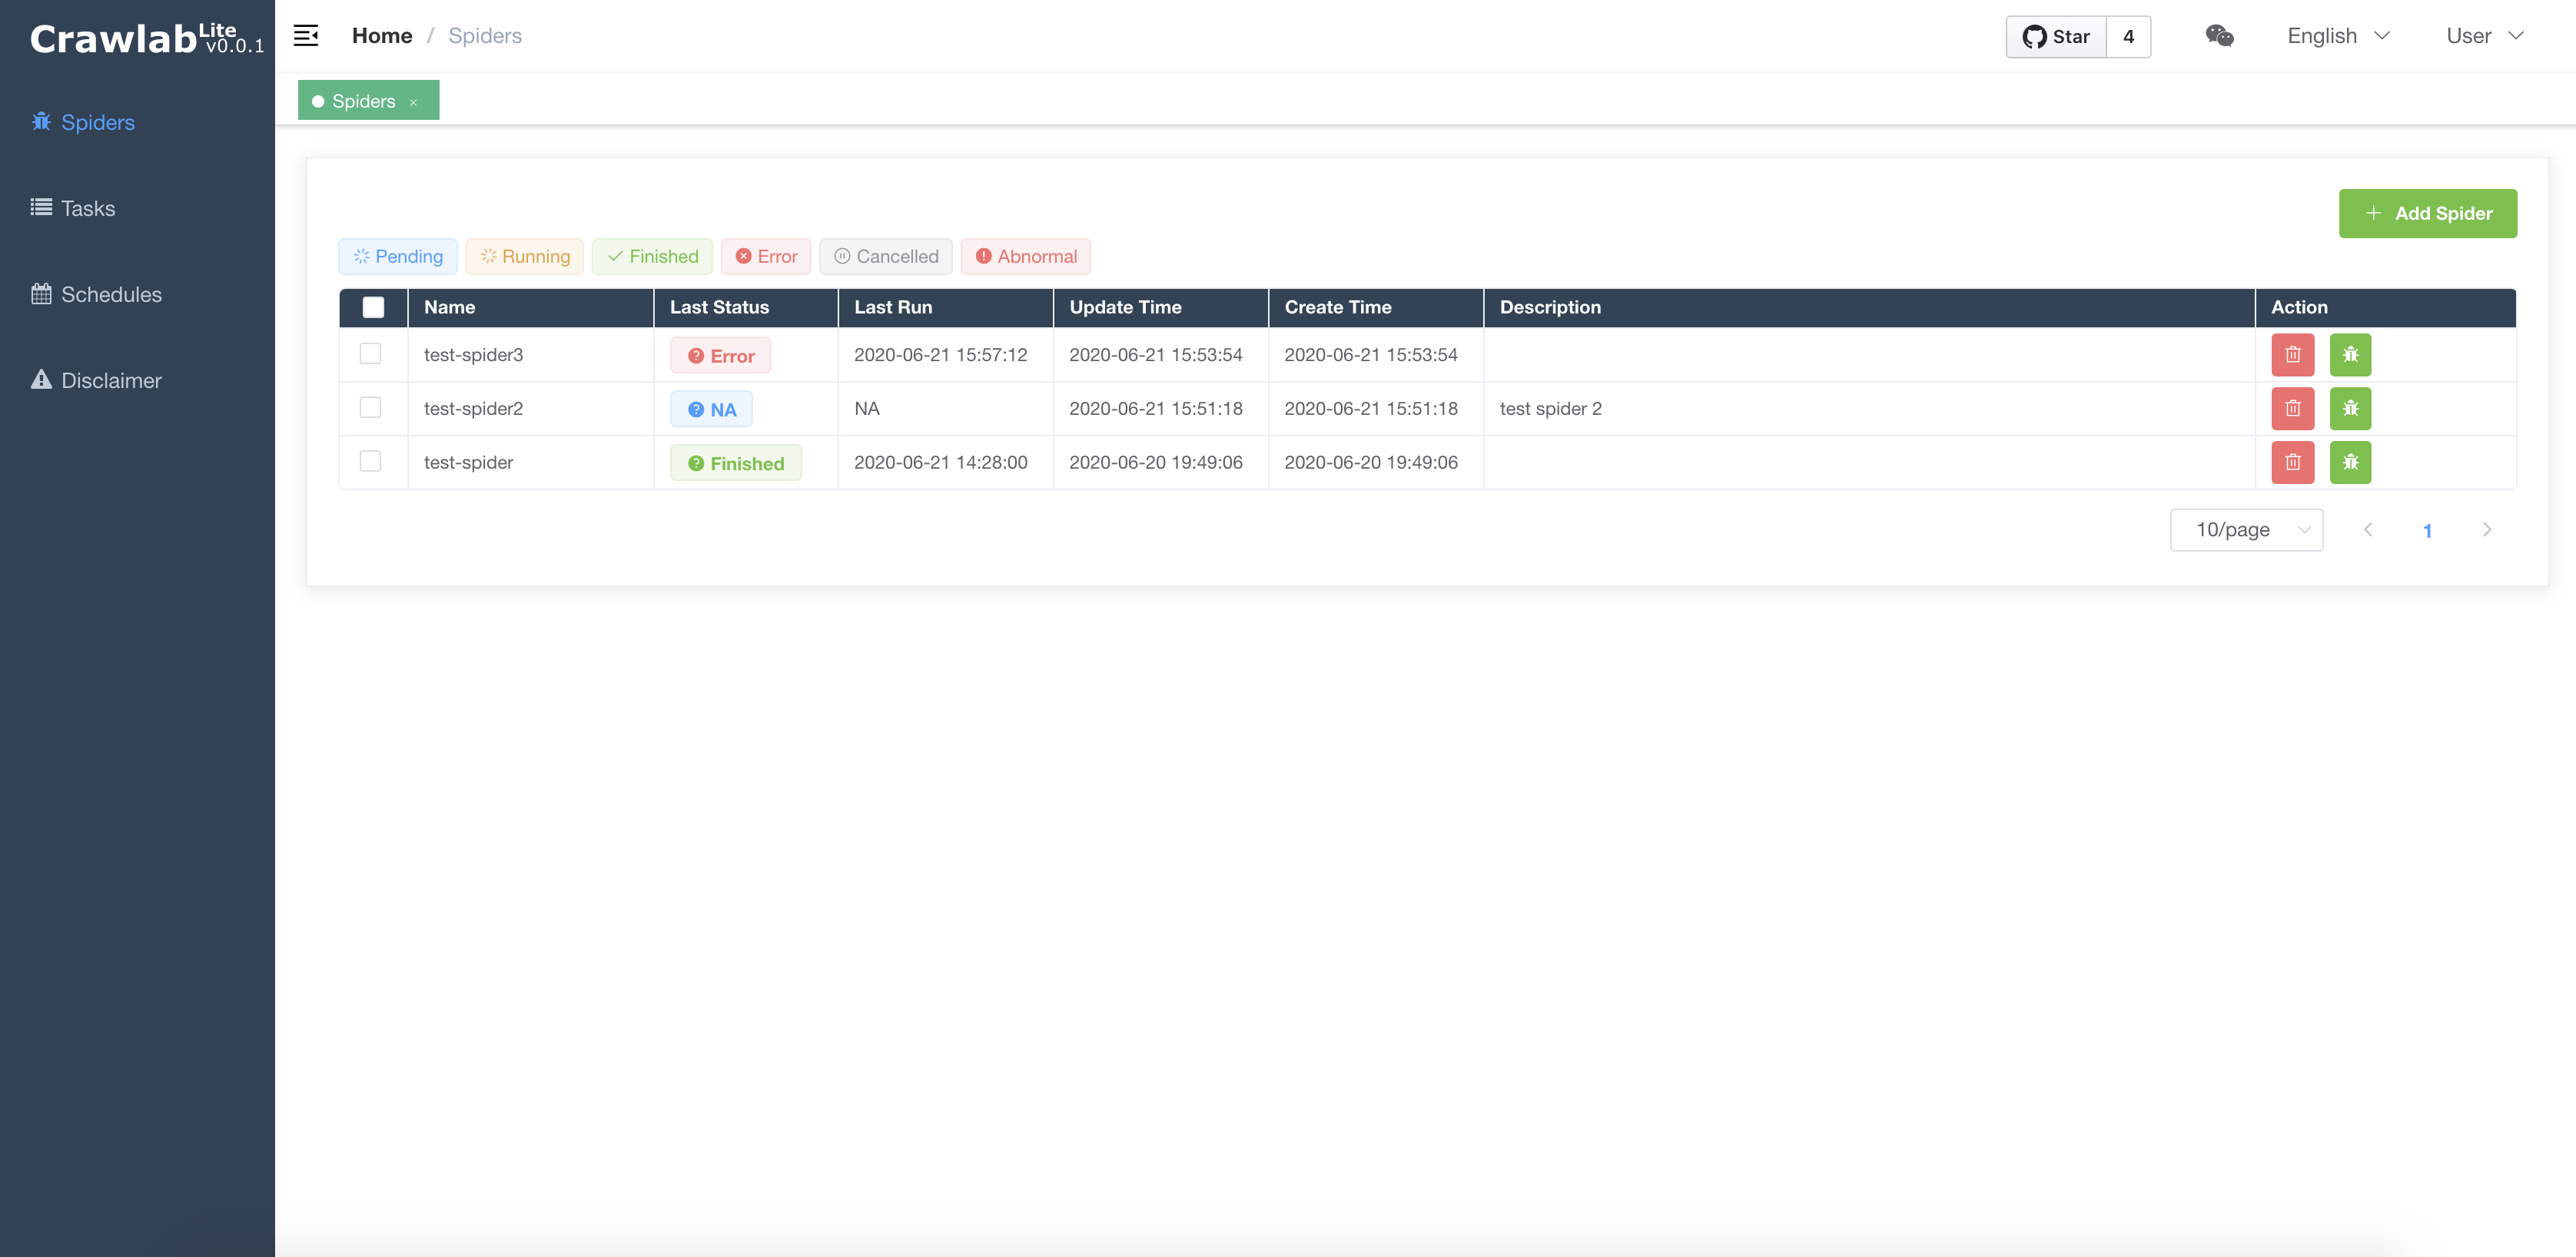 Crawlab Lite v0.0.1
Home / Spiders
Star 4
English
User
Spiders ×
Spiders
Tasks
Schedules
Disclaimer
+ Add Spider
Pending Running Finished Error Cancelled Abnormal
Name Last Status Last Run Update Time Create Time Description Action
test-spider3 Error 2020-06-21 15:57:12 2020-06-21 15:53:54 2020-06-21 15:53:54
test-spider2 NA NA 2020-06-21 15:51:18 2020-06-21 15:51:18 test spider 2
test-spider Finished 2020-06-21 14:28:00 2020-06-20 19:49:06 2020-06-20 19:49:06
10/page 1